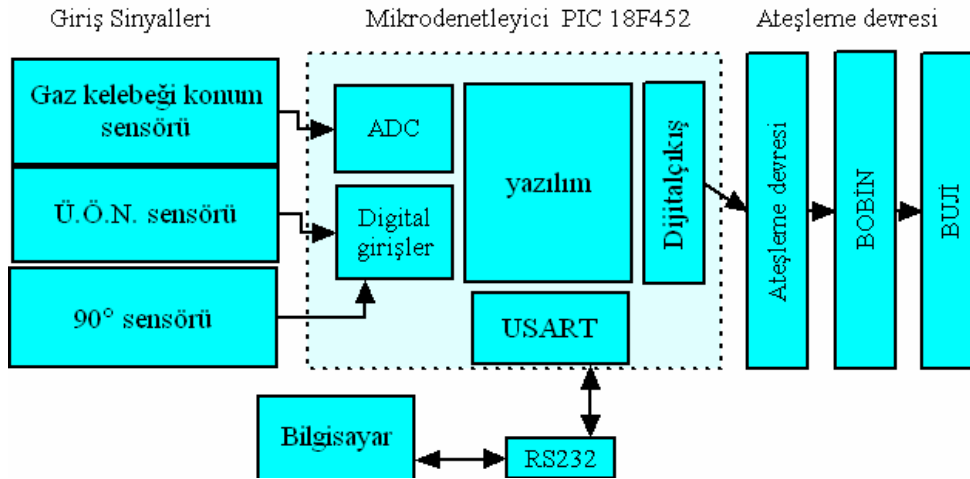 Giriş Sinyalleri
Mikrodenetleyici PIC 18F452
Ateşleme devresi
Gaz kelebeği konum
sensörü
Ü.Ö.N. sensörü
90° sensörü
ADC
Digital
girişler
yazılım
Dijitalçıkış
USART
Ateşleme devresi
BOBİN
BUJİ
Bilgisayar
RS232